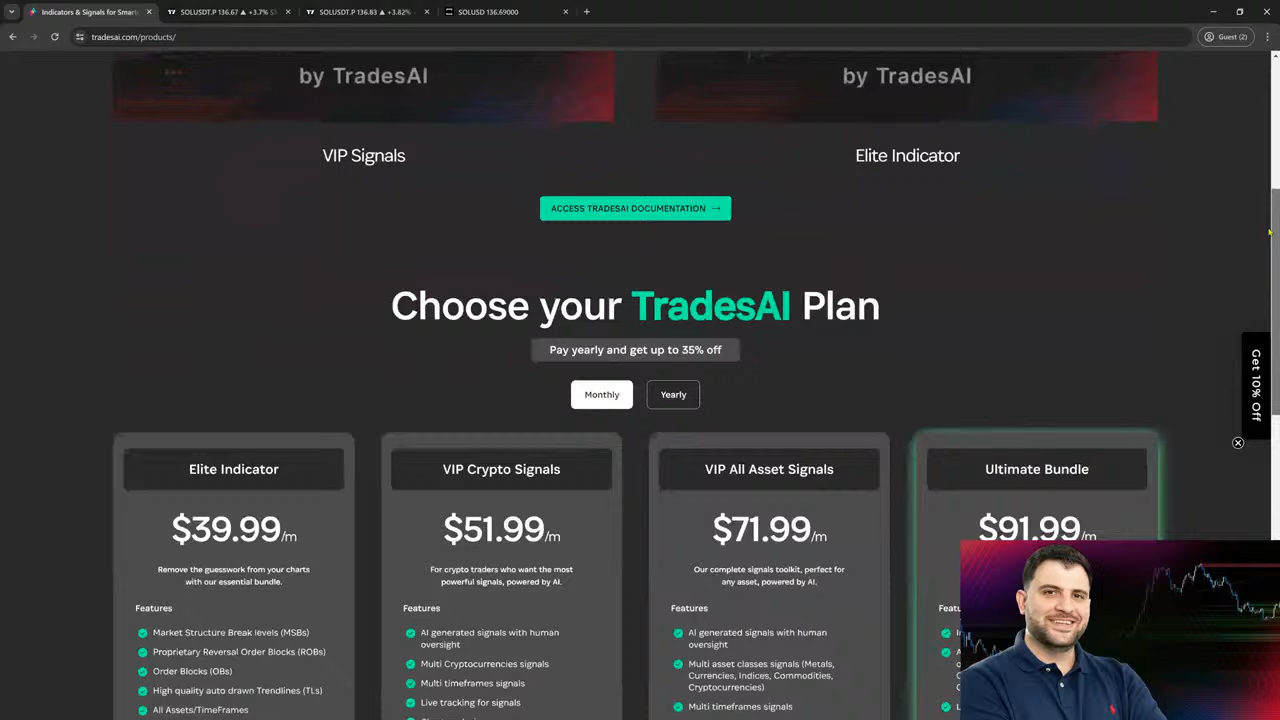 Indicators & Signals for Smart
SOLUSDT.P 136.67 ▲ +3.7%
SOLUSDT.P 136.83 ▲ +3.82%
SOLUSD 136.69000
tradesai.com/products/
Guest (2)
by TradesAI
by TradesAI
VIP Signals
Elite Indicator
ACCESS TRADESAI DOCUMENTATION →
Choose your TradesAI Plan
Pay yearly and get up to 35% off
Monthly
Yearly
Get 10% Off
Elite Indicator
$39.99/m
Remove the guesswork from your charts
with our essential bundle.
Features
Market Structure Break levels (MSBs)
Proprietary Reversal Order Blocks (ROBs)
Order Blocks (OBs)
High quality auto drawn Trendlines (TLs)
All Assets/TimeFrames
VIP Crypto Signals
$51.99/m
For crypto traders who want the most
powerful signals, powered by AI.
Features
AI generated signals with human
oversight
Multi Cryptocurrencies signals
Multi timeframes signals
Live tracking for signals
VIP All Asset Signals
$71.99/m
Our complete signals toolkit, perfect for
any asset, powered by AI.
Features
AI generated signals with human
oversight
Multi asset classes signals (Metals,
Currencies, Indices, Commodities,
Cryptocurrencies)
Multi timeframes signals
Ultimate Bundle
$91.99/m